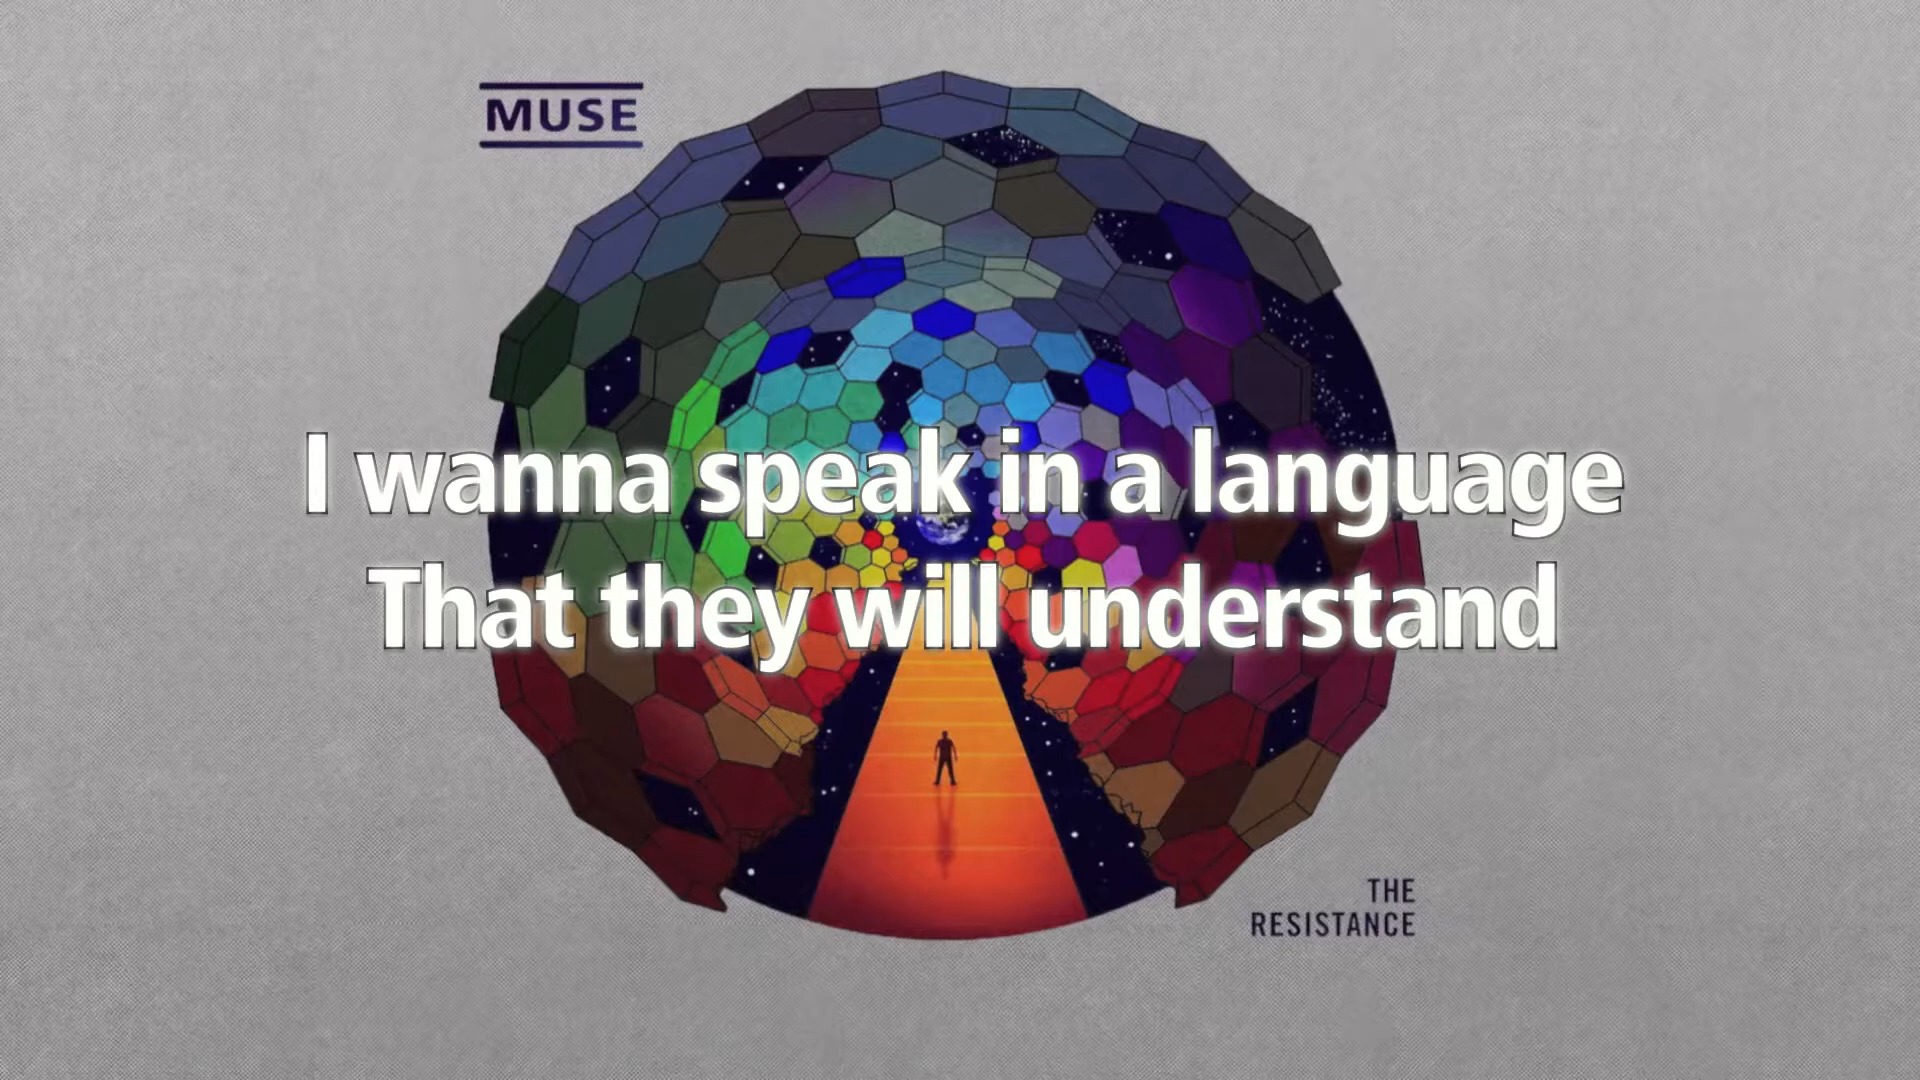 MUSE
I wanna speak in a language
That they will understand
THE
RESISTANCE